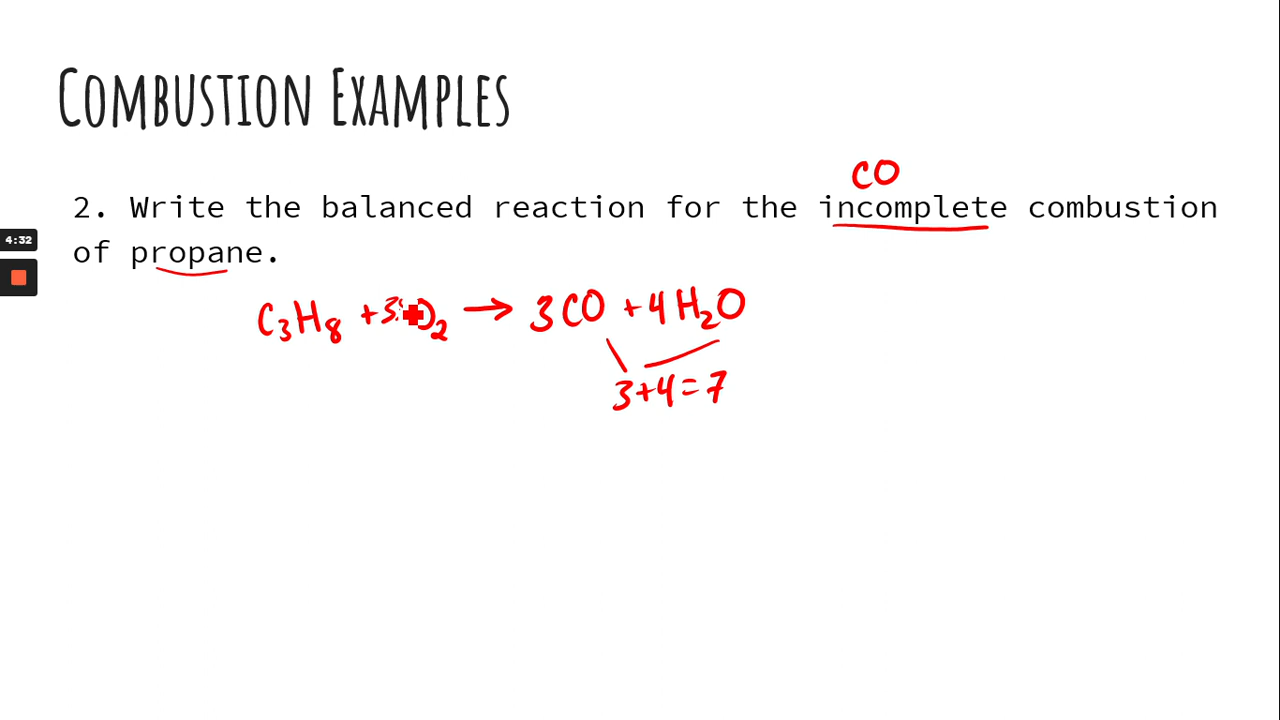 COMBUSTION EXAMPLES
CO
2. Write the balanced reaction for the incomplete combustion
4:32
of propane.
C₃H₈ + 3. O₂ → 3CO + 4H₂O
3+4=7